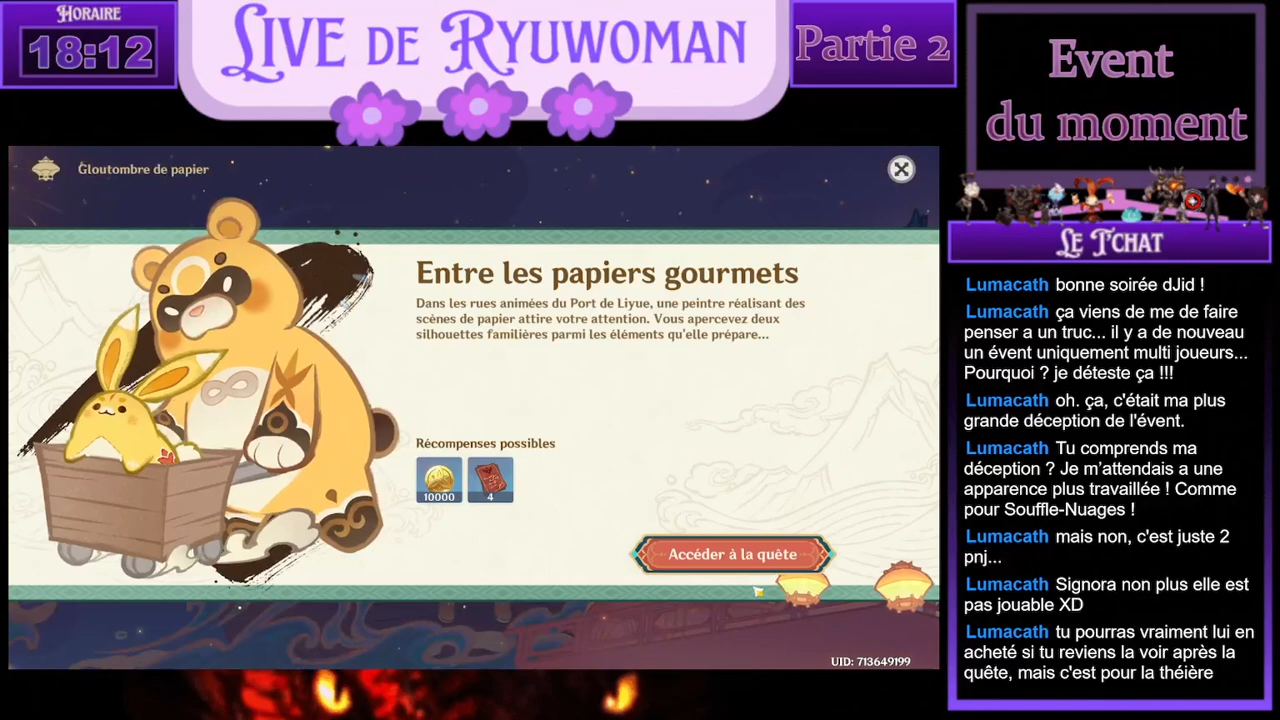 HORAIRE
18:12
LIVE DE RYUWOMAN
Partie 2
Event
du moment
Gloutombre de papier
Entre les papiers gourmets
Dans les rues animées du Port de Liyue, une peintre réalisant des
scènes de papier attire votre attention. Vous apercevez deux
silhouettes familières parmi les éléments qu'elle prépare...
Récompenses possibles
10000
4
Accéder à la quête
UID: 713649199
LE T'CHAT
Lumacath bonne soirée dJid !
Lumacath ça viens de me de faire
penser a un truc... il y a de nouveau
un évent uniquement multi joueurs...
Pourquoi ? je déteste ça !!!
Lumacath oh. ça, c'était ma plus
grande déception de l'évent.
Lumacath Tu comprends ma
déception ? Je m'attendais a une
apparence plus travaillée ! Comme
pour Souffle-Nuages !
Lumacath mais non, c'est juste 2
pnj...
Lumacath Signora non plus elle est
pas jouable XD
Lumacath tu pourras vraiment lui en
acheté si tu reviens la voir après la
quête, mais c'est pour la théière